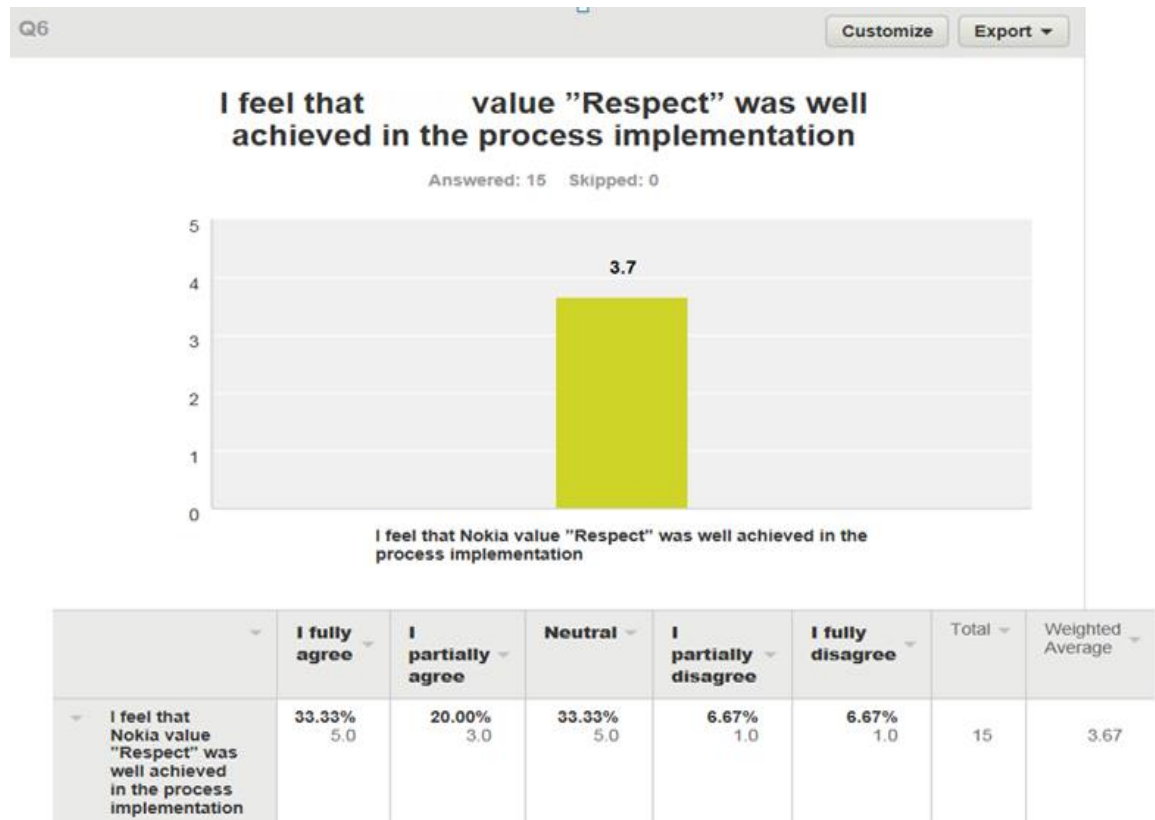 Q6
Customize
Export
I feel that value ”Respect” was well
achieved in the process implementation
Answered: 15 Skipped: 0
5
4
3
2
1
0
3.7
I feel that Nokia value "Respect" was well achieved in the
process implementation
I fully
agree
I
partially
agree
Neutral
I
partially
disagree
I fully
disagree
Total
Weighted
Average
I feel that
Nokia value
"Respect" was
well achieved
in the process
implementation
33.33%
5.0
20.00%
3.0
33.33%
5.0
6.67%
1.0
6.67%
1.0
15
3.67